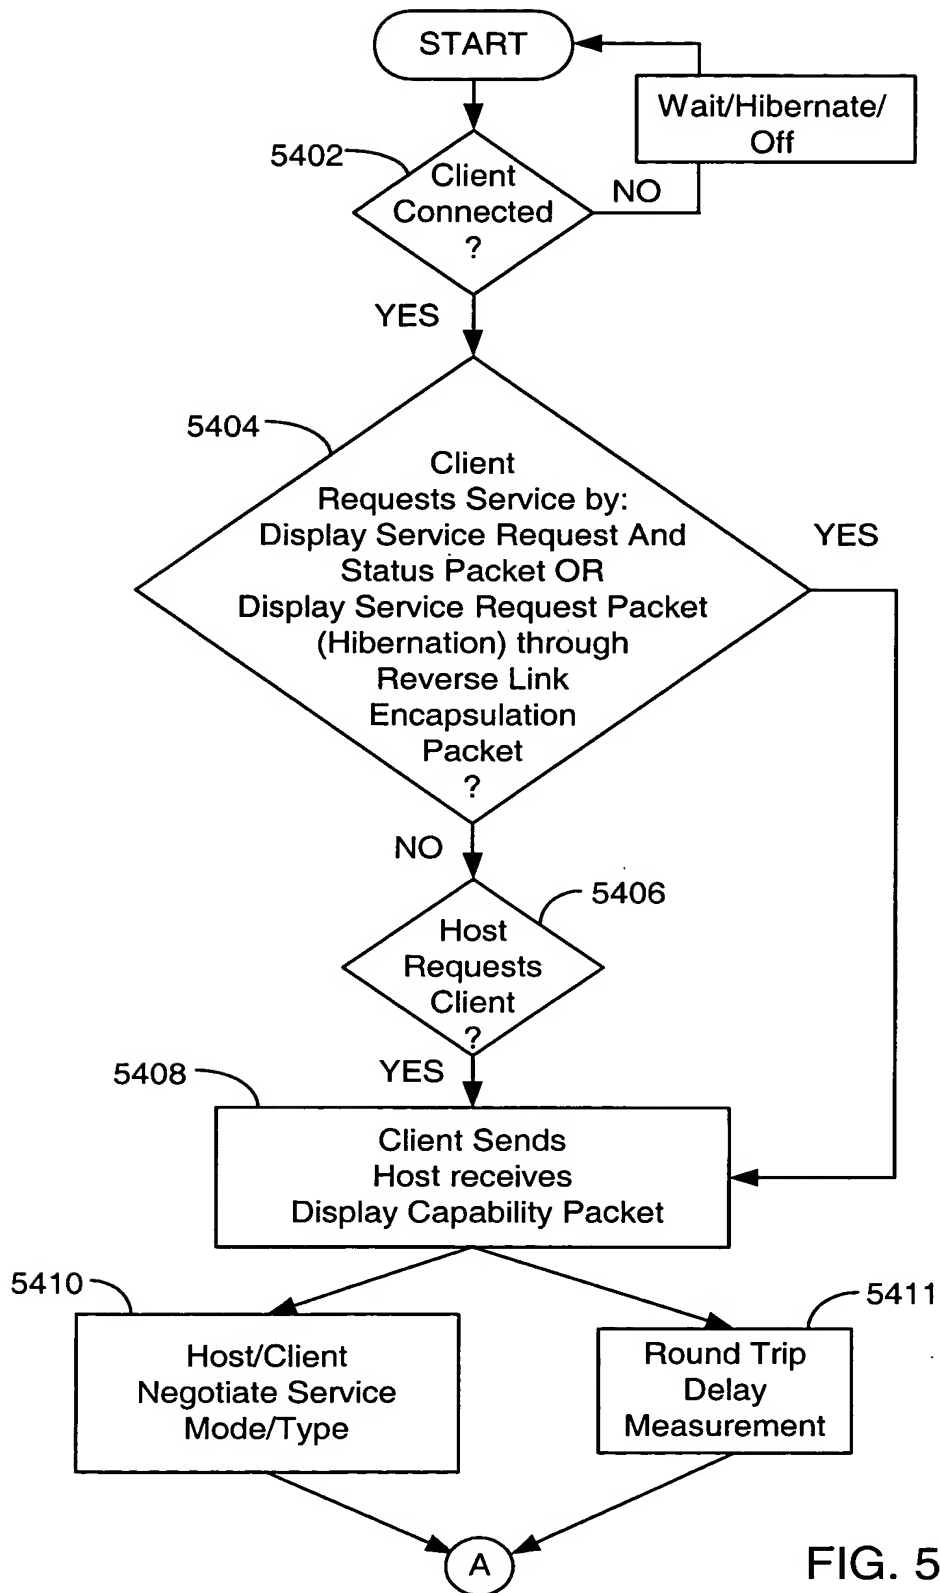 START
Wait/Hibernate/
Off
5402
Client
Connected
?
NO
YES
5404
Client
Requests Service by:
Display Service Request And
Status Packet OR
Display Service Request Packet
(Hibernation) through
Reverse Link
Encapsulation
Packet
?
YES
NO
5406
Host
Requests
Client
?
YES
5408
Client Sends
Host receives
Display Capability Packet
5410
Host/Client
Negotiate Service
Mode/Type
5411
Round Trip
Delay
Measurement
A
FIG. 5